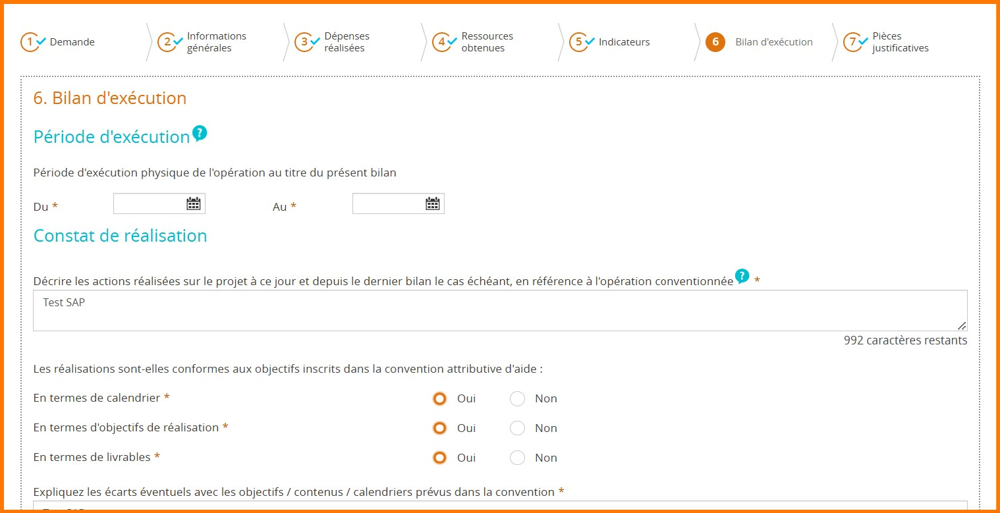 1 Demande
2 Informations générales
3 Dépenses réalisées
4 Ressources obtenues
5 Indicateurs
6 Bilan d'exécution
7 Pièces justificatives
6. Bilan d'exécution
Période d'exécution ?
Période d'exécution physique de l'opération au titre du présent bilan
Du * Au *
Constat de réalisation
Décrire les actions réalisées sur le projet à ce jour et depuis le dernier bilan le cas échéant, en référence à l'opération conventionnée ? *
Test SAP
992 caractères restants
Les réalisations sont-elles conformes aux objectifs inscrits dans la convention attributive d'aide :
En termes de calendrier * Oui Non
En termes d'objectifs de réalisation * Oui Non
En termes de livrables * Oui Non
Expliquez les écarts éventuels avec les objectifs / contenus / calendriers prévus dans la convention *